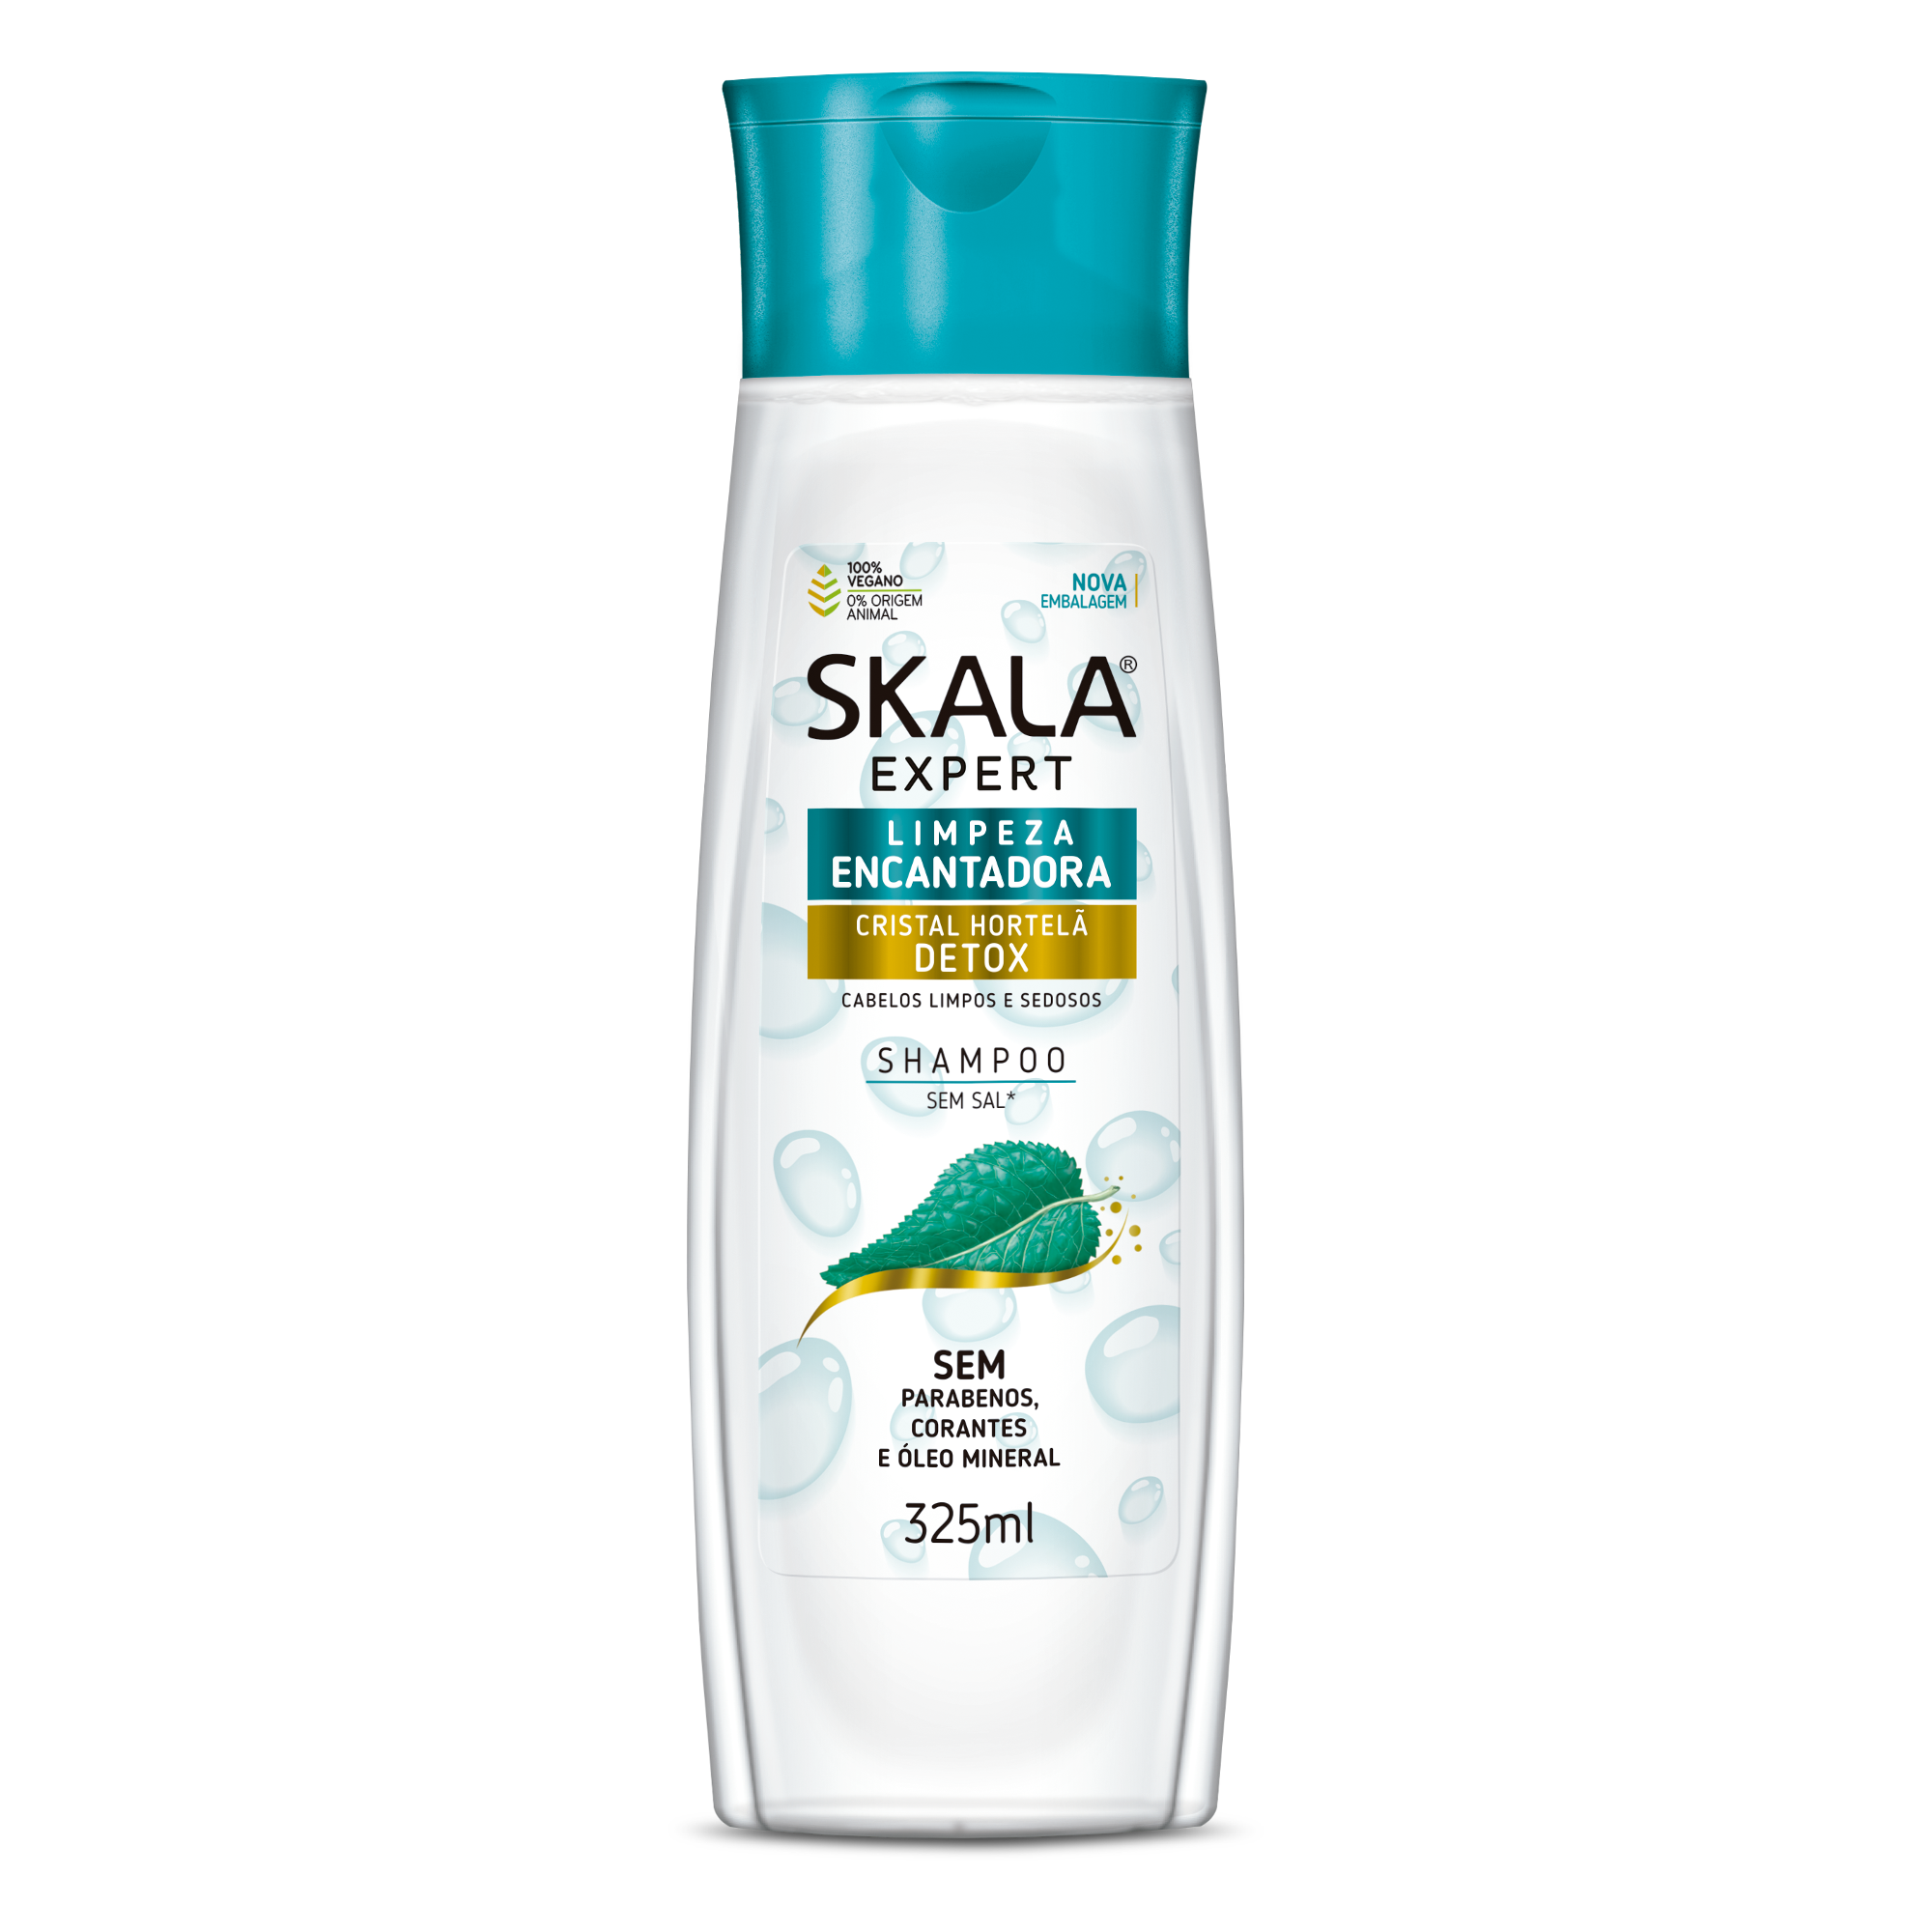 100%
VEGANO
0% ORIGEM
ANIMAL
NOVA
EMBALAGEM
SKALA®
EXPERT
LIMPEZA
ENCANTADORA
CRISTAL HORTELÃ
DETOX
CABELOS LIMPOS E SEDOSOS
SHAMPOO
SEM SAL*
SEM
PARABENOS,
CORANTES
E ÓLEO MINERAL
325ml